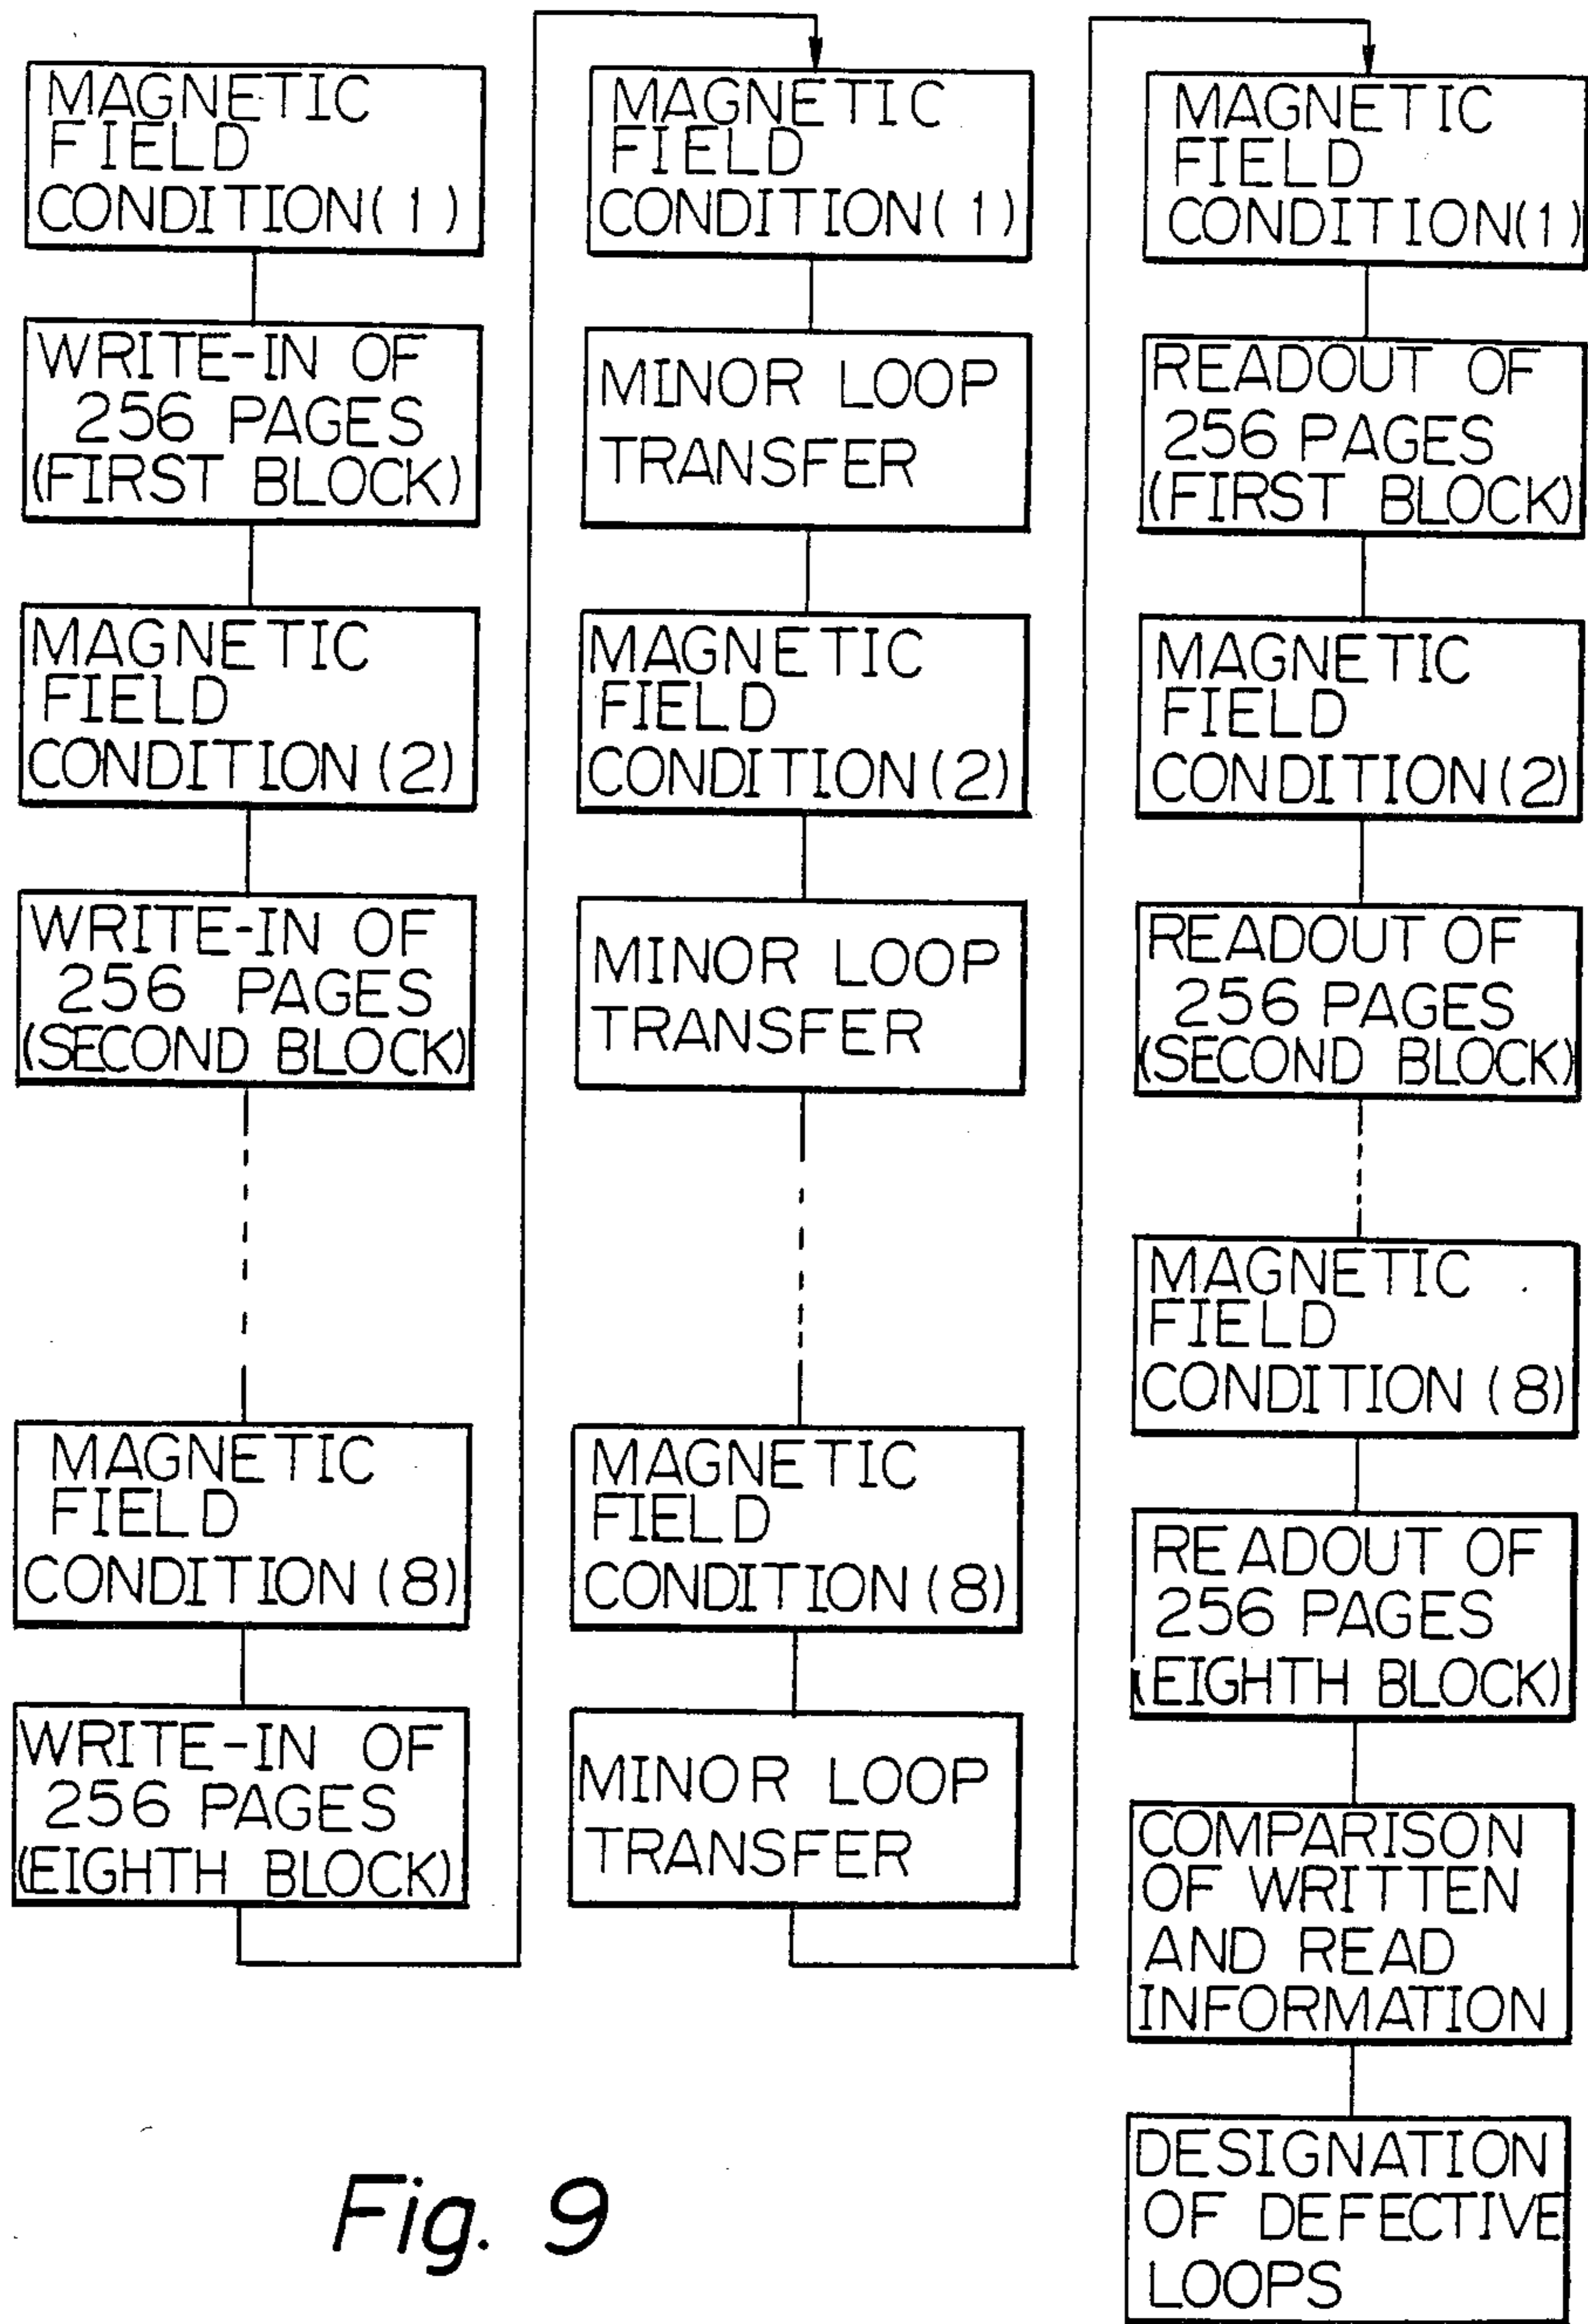 MAGNETIC
FIELD
CONDITION(1)
WRITE-IN OF
256 PAGES
(FIRST BLOCK)
MAGNETIC
FIELD
CONDITION(2)
WRITE-IN OF
256 PAGES
(SECOND BLOCK)
MAGNETIC
FIELD
CONDITION(8)
WRITE-IN OF
256 PAGES
(EIGHTH BLOCK)
MAGNETIC
FIELD
CONDITION(1)
MINOR LOOP
TRANSFER
MAGNETIC
FIELD
CONDITION(2)
MINOR LOOP
TRANSFER
MAGNETIC
FIELD
CONDITION(8)
MINOR LOOP
TRANSFER
MAGNETIC
FIELD
CONDITION(1)
READOUT OF
256 PAGES
(FIRST BLOCK)
MAGNETIC
FIELD
CONDITION(2)
READOUT OF
256 PAGES
(SECOND BLOCK)
MAGNETIC
FIELD
CONDITION(8)
READOUT OF
256 PAGES
(EIGHTH BLOCK)
COMPARISON
OF WRITTEN
AND READ
INFORMATION
DESIGNATION
OF DEFECTIVE
LOOPS
Fig. 9